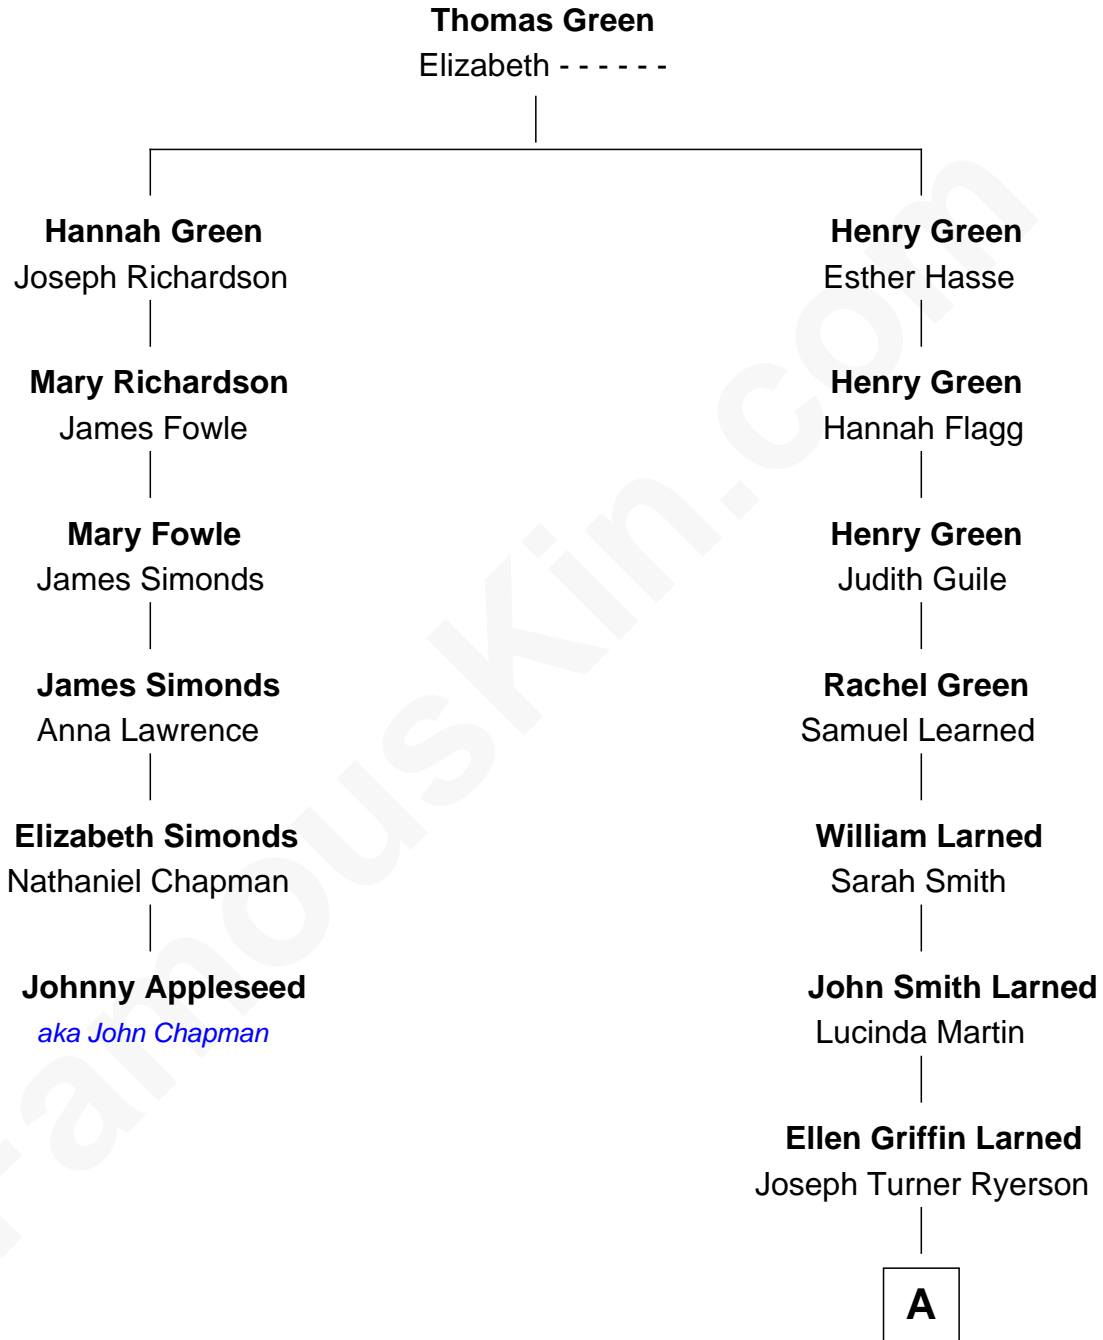 Thomas Green
Elizabeth - - - - - -
Hannah Green
Joseph Richardson
Henry Green
Esther Hasse
Mary Richardson
James Fowle
Henry Green
Hannah Flagg
Mary Fowle
James Simonds
Henry Green
Judith Guile
James Simonds
Anna Lawrence
Rachel Green
Samuel Learned
Elizabeth Simonds
Nathaniel Chapman
William Larned
Sarah Smith
Johnny Appleseed
aka John Chapman
John Smith Larned
Lucinda Martin
Ellen Griffin Larned
Joseph Turner Ryerson
A
FamousKin.com